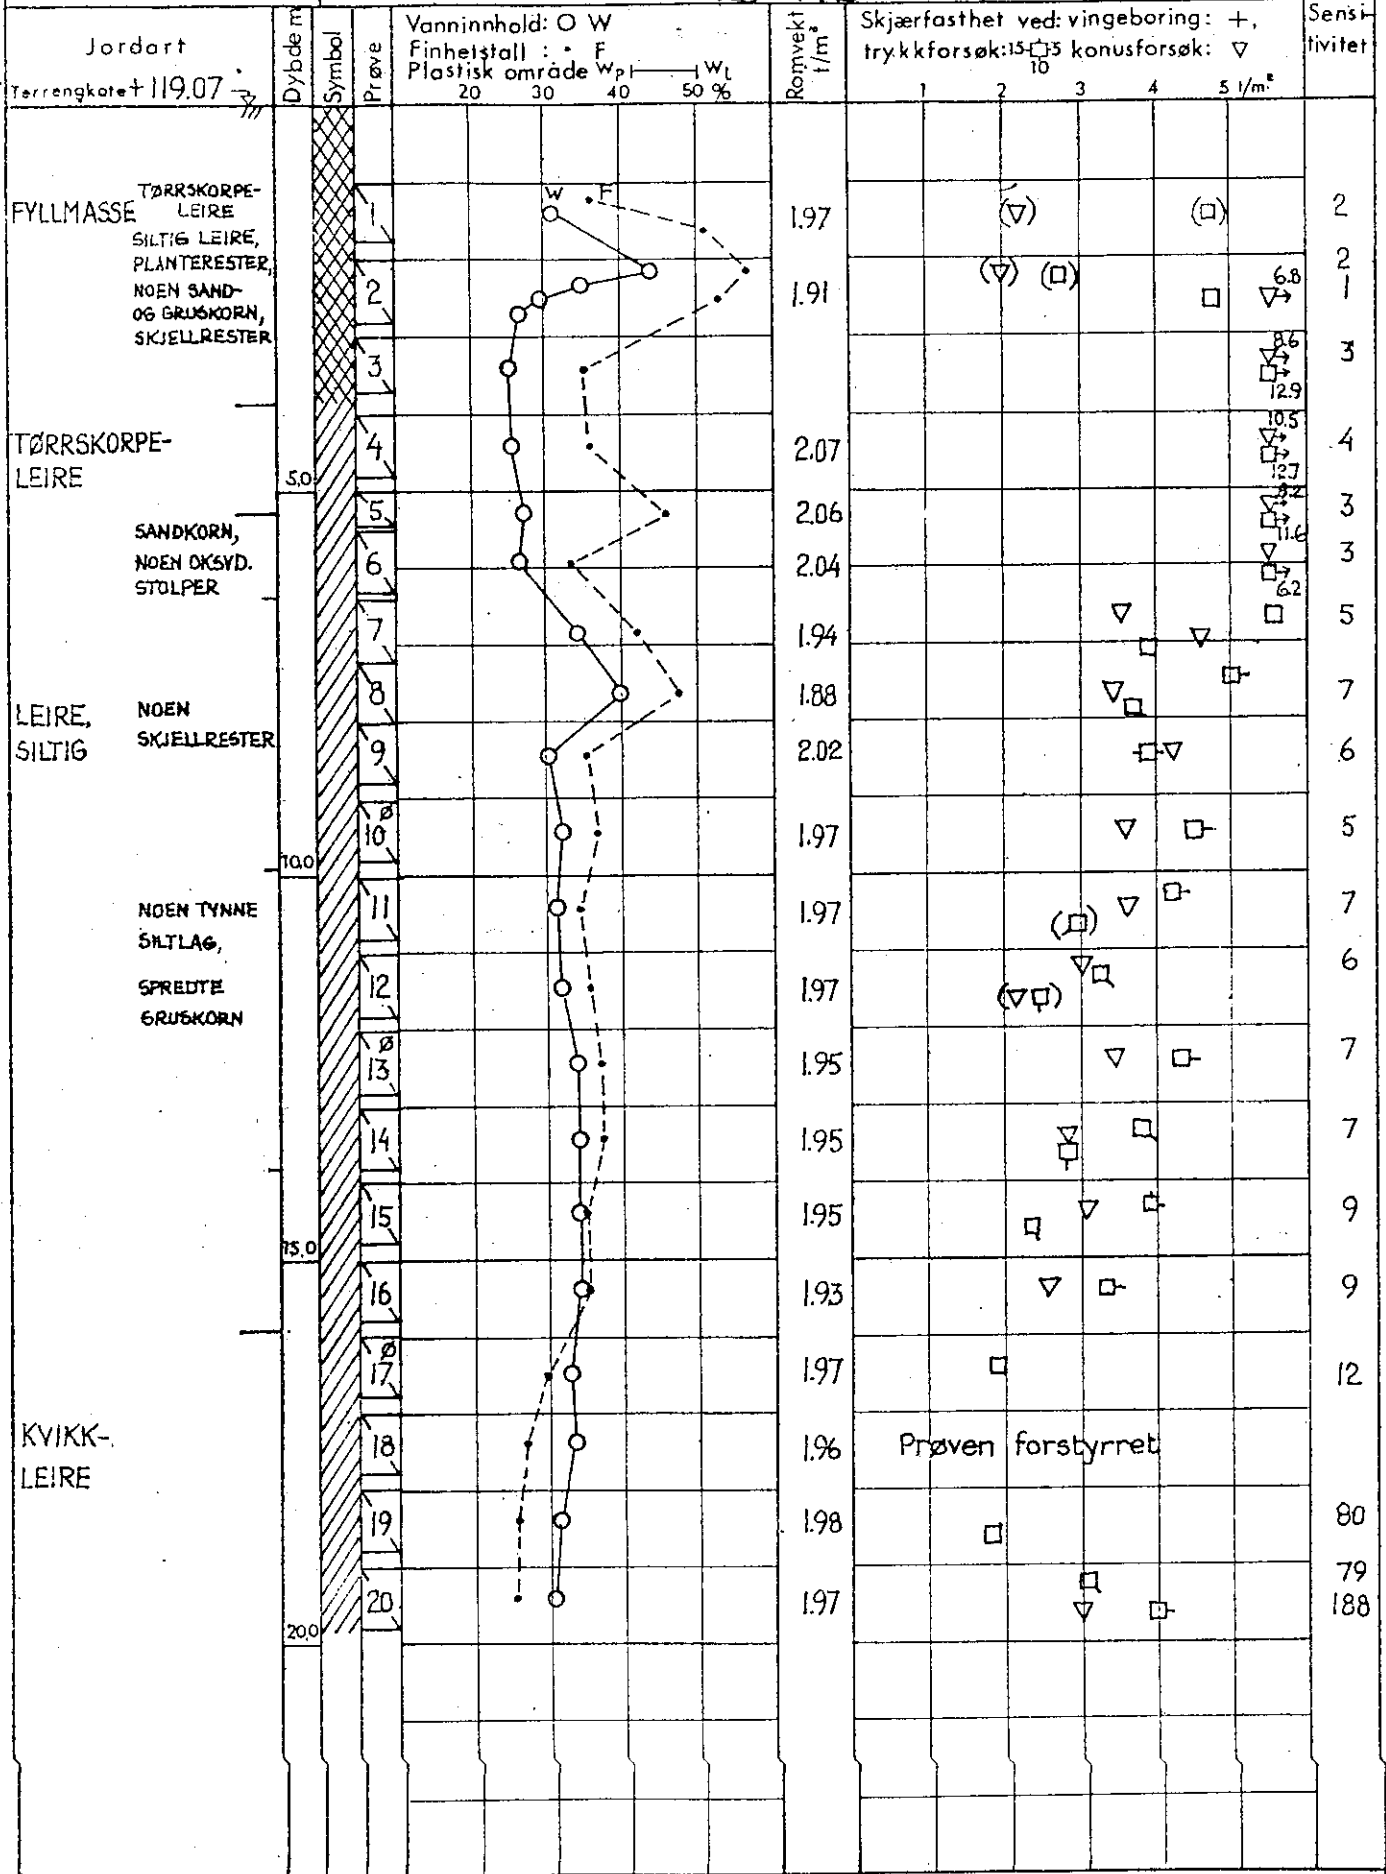 Jordart
Terrengkote + 119.07
Dybde m
Symbol
Prøve
Vanninnhold: O W
Finhetstall : • F
Plastisk område Wp WL
20 30 40 50 %
Romvekt t/m³
Skjærfasthet ved: vingeboring: +,
trykkforsøk: 15 5 konusforsøk: ▽
10
1 2 3 4 5 t/m²
Sensi-
tivitet
FYLLMASSE
TØRRSKORPE-
LEIRE
SILTIG LEIRE,
PLANTERESTER,
NOEN SAND-
OG GRUSKORN,
SKJELLRESTER
W F
1 1.97 2
2 1.91 6.8 2
1
3 8.6 12.9 3
TØRRSKORPE-
LEIRE
4 2.07 10.5 12.7 4
5,0
5 2.06 8.2 11.6 3
SANDKORN,
NOEN OKSYD.
STOLPER
6 2.04 6.2 3
7 1.94 5
LEIRE,
SILTIG
NOEN
SKJELLRESTER
8 1.88 7
9 2.02 6
ø
10 1.97 5
10,0
NOEN TYNNE
SILTLAG,
SPREDTE
GRUSKORN
11 1.97 7
12 1.97 6
ø
13 1.95 7
14 1.95 7
15 1.95 9
15,0
16 1.93 9
ø
17 1.97 12
KVIKK-
LEIRE
18 1.96 Prøven forstyrret
19 1.98 80
20 1.97 79
188
20,0